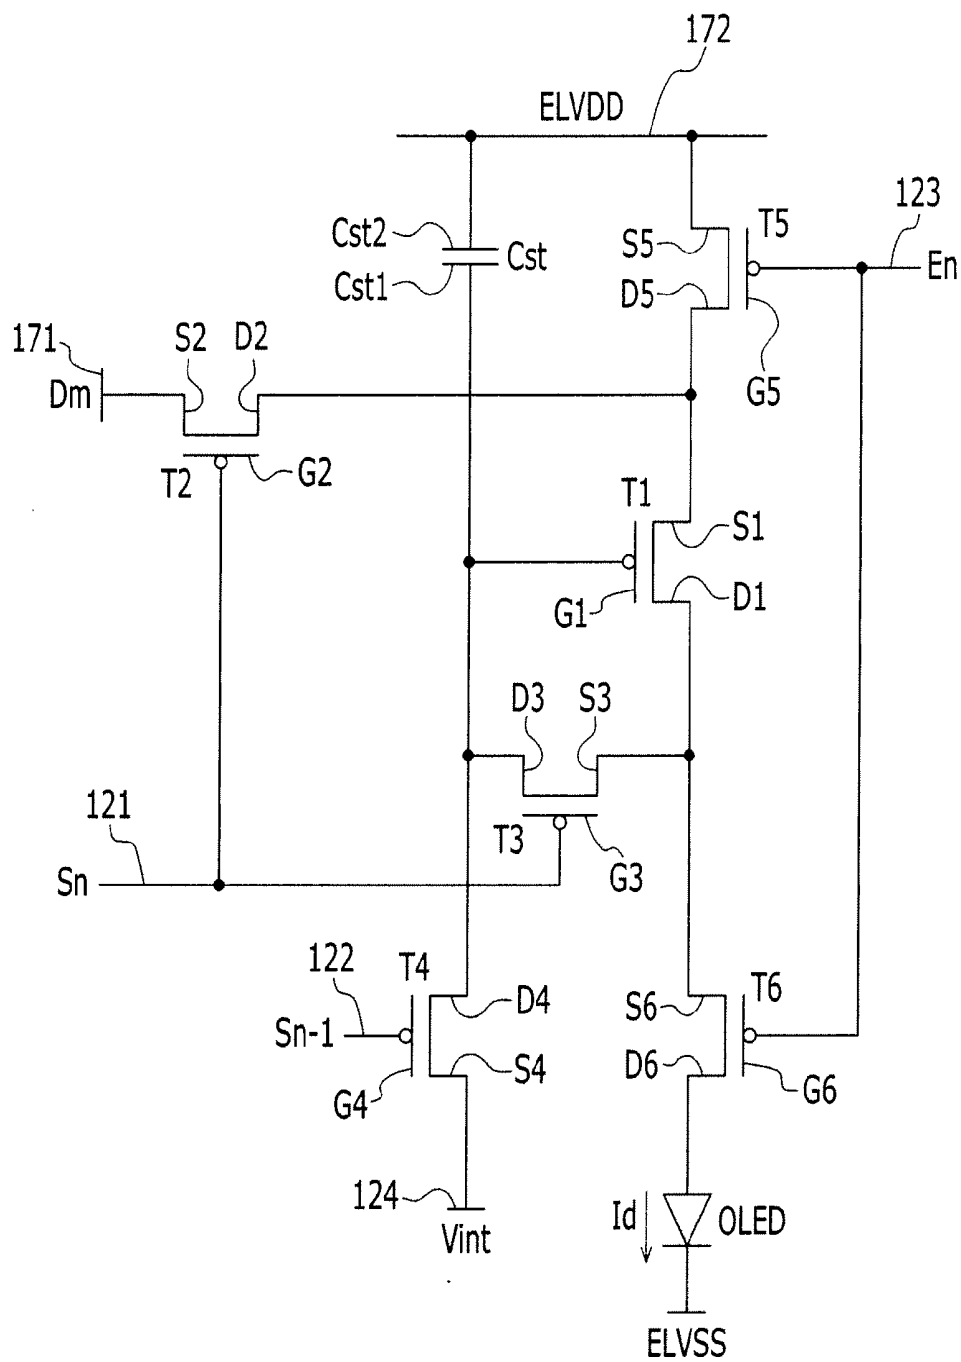 172
ELVDD
123
T5
Cst2
S5
Cst
En
Cst1
D5
171
S2
D2
Dm
G5
T2
G2
T1
S1
G1
D1
D3
S3
121
T3
G3
Sn
122
T4
T6
D4
S6
Sn-1
S4
D6
G4
G6
124
Id
OLED
Vint
ELVSS